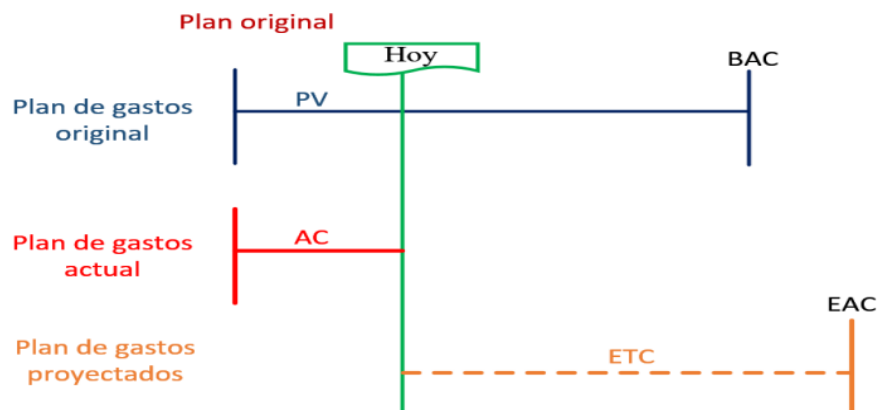 Plan original
Hoy
BAC
PV
Plan de gastos
original
AC
Plan de gastos
actual
EAC
ETC
Plan de gastos
proyectados